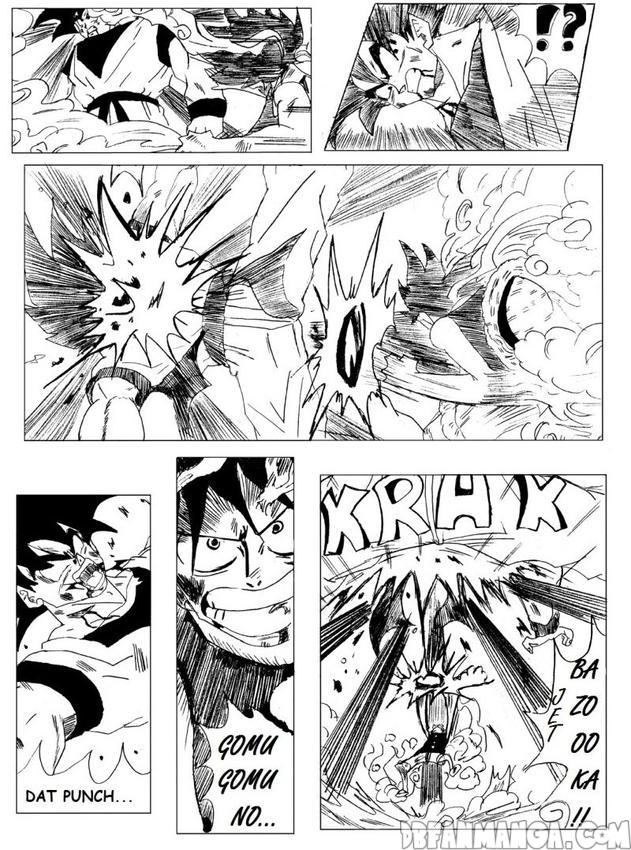 !?
KRAK
DAT PUNCH...
GOMU
GOMU
NO...
JET
BA
ZO
OO
KA!!
DBFANMANGA.COM